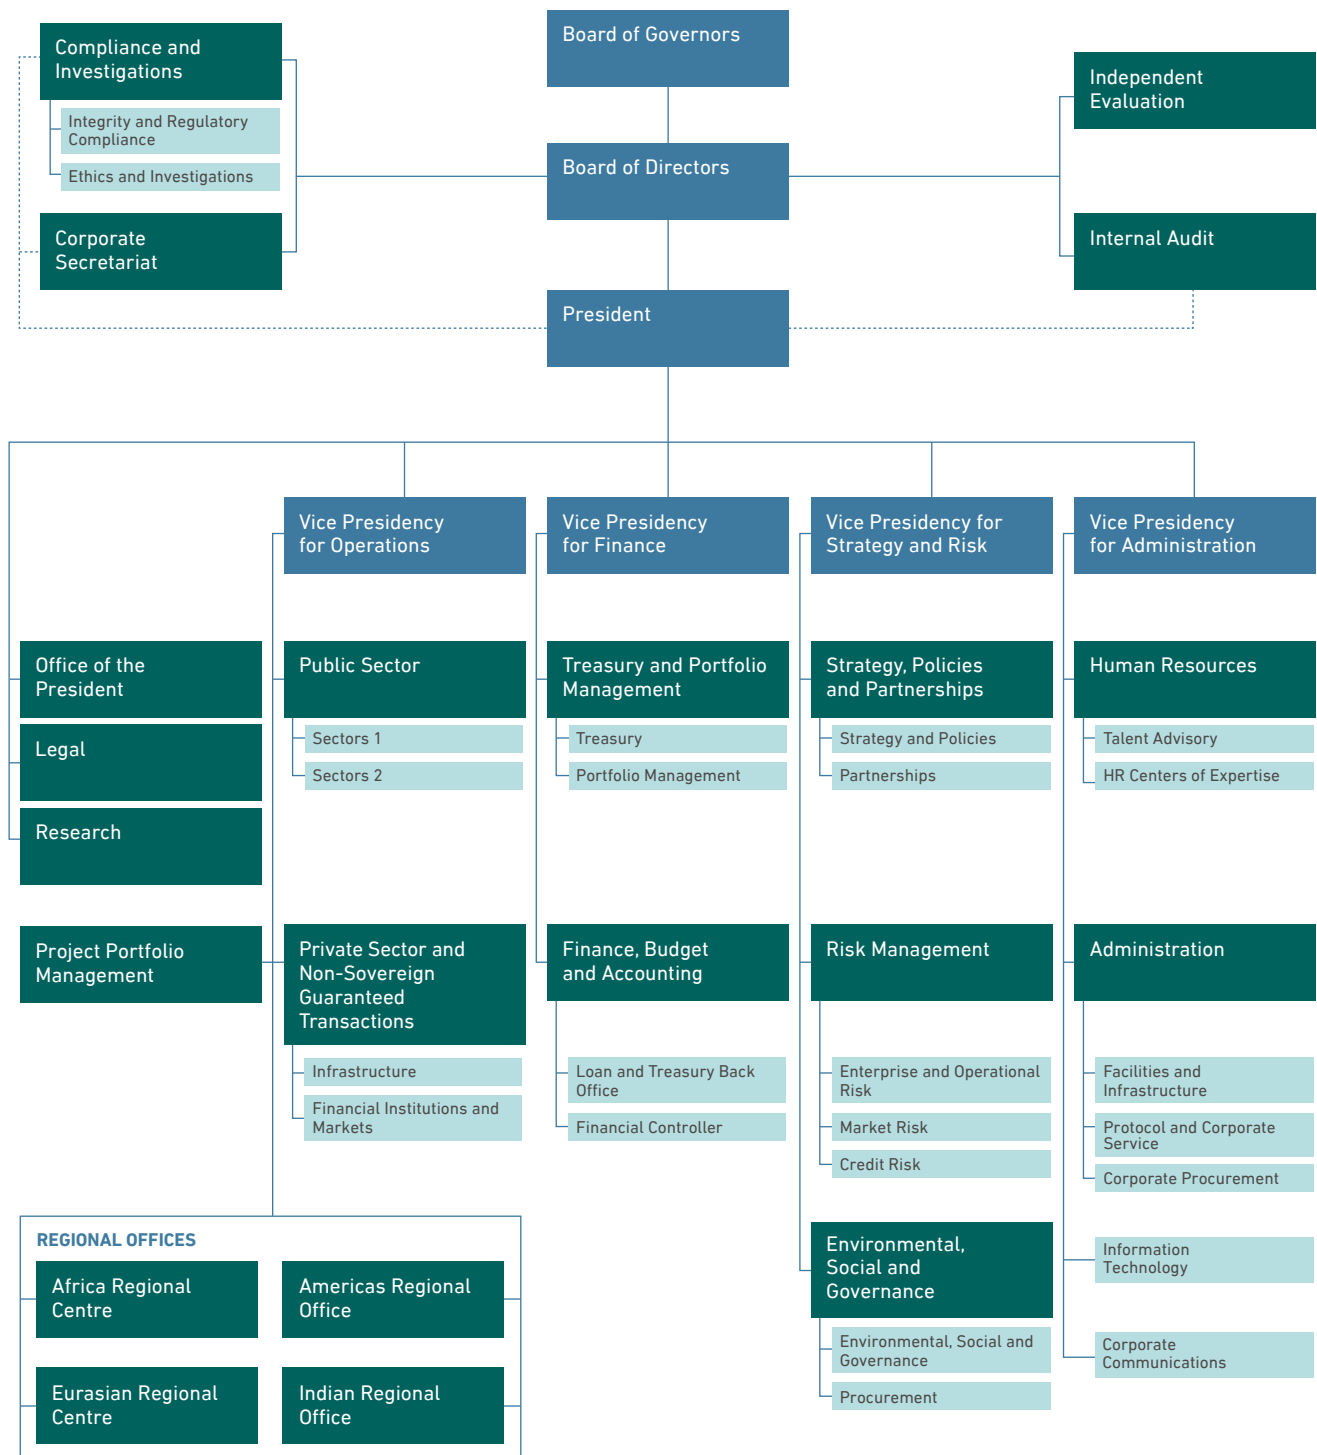 Compliance and
Investigations
Integrity and Regulatory
Compliance
Ethics and Investigations
Corporate
Secretariat
Board of Governors
Board of Directors
President
Independent
Evaluation
Internal Audit
Office of the
President
Legal
Research
Project Portfolio
Management
Vice Presidency
for Operations
Public Sector
Sectors 1
Sectors 2
Private Sector and
Non-Sovereign
Guaranteed
Transactions
Infrastructure
Financial Institutions and
Markets
REGIONAL OFFICES
Africa Regional
Centre
Americas Regional
Office
Eurasian Regional
Centre
Indian Regional
Office
Vice Presidency
for Finance
Treasury and Portfolio
Management
Treasury
Portfolio Management
Finance, Budget
and Accounting
Loan and Treasury Back
Office
Financial Controller
Vice Presidency for
Strategy and Risk
Strategy, Policies
and Partnerships
Strategy and Policies
Partnerships
Risk Management
Enterprise and Operational
Risk
Market Risk
Credit Risk
Environmental,
Social and
Governance
Environmental, Social and
Governance
Procurement
Vice Presidency
for Administration
Human Resources
Talent Advisory
HR Centers of Expertise
Administration
Facilities and
Infrastructure
Protocol and Corporate
Service
Corporate Procurement
Information
Technology
Corporate
Communications